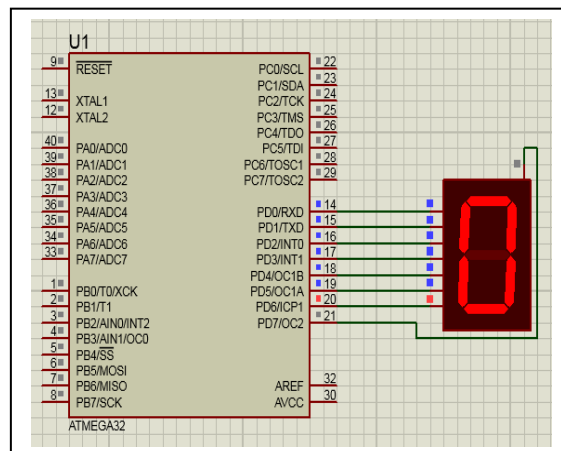 U1
9 RESET PC0/SCL 22
PC1/SDA 23
13 XTAL1 PC2/TCK 24
12 XTAL2 PC3/TMS 25
PC4/TDO 26
40 PA0/ADC0 PC5/TDI 27
39 PA1/ADC1 PC6/TOSC1 28
38 PA2/ADC2 PC7/TOSC2 29
37 PA3/ADC3
36 PA4/ADC4 PD0/RXD 14
35 PA5/ADC5 PD1/TXD 15
34 PA6/ADC6 PD2/INT0 16
33 PA7/ADC7 PD3/INT1 17
PD4/OC1B 18
1 PB0/T0/XCK PD5/OC1A 19
2 PB1/T1 PD6/ICP1 20
3 PB2/AIN0/INT2 PD7/OC2 21
4 PB3/AIN1/OC0
5 PB4/SS
6 PB5/MOSI
7 PB6/MISO AREF 32
8 PB7/SCK AVCC 30
ATMEGA32
0